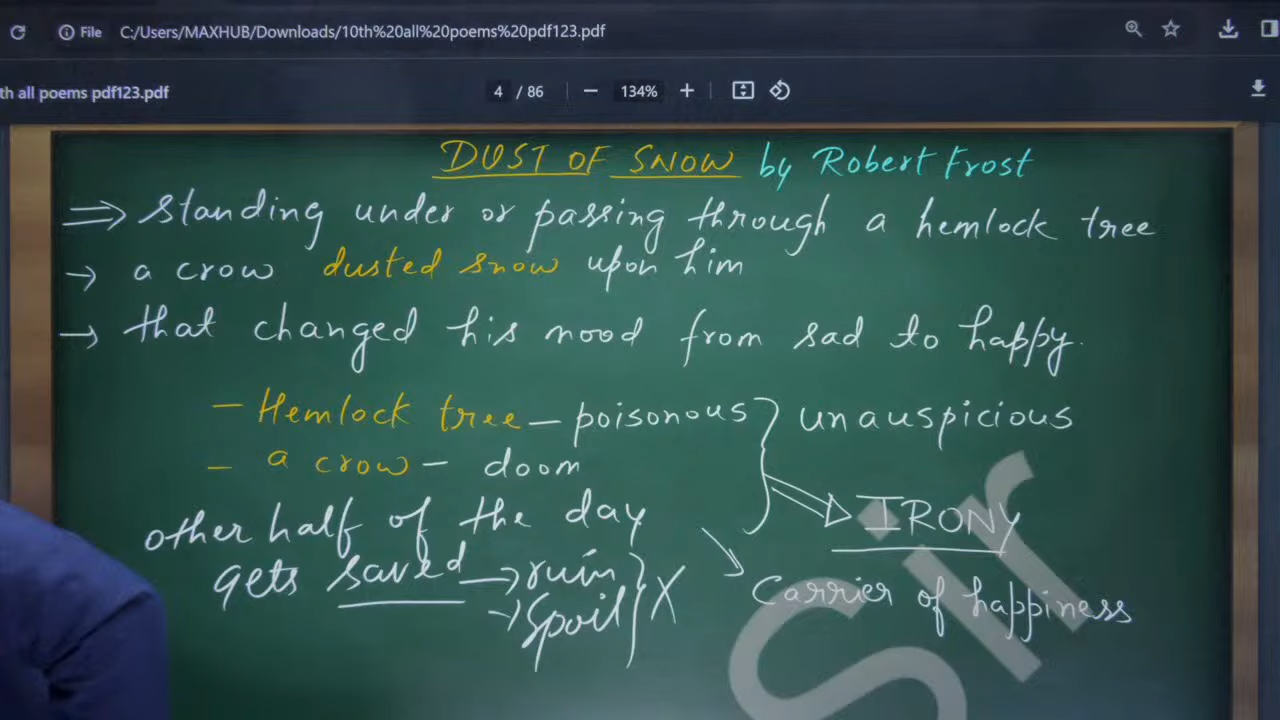 File C:/Users/MAXHUB/Downloads/10th%20all%20poems%20pdf123.pdf
th all poems pdf123.pdf 4 / 86 134%
DUST OF SNOW by Robert Frost
⇒ standing under or passing through a hemlock tree
→ a crow dusted snow upon him
→ that changed his mood from sad to happy.
- Hemlock tree - poisonous } unauspicious
- a crow - doom
⇒ IRONY
other half of the day
gets saved → ruin
→ Spoil } X
Carrier of happiness
Sir